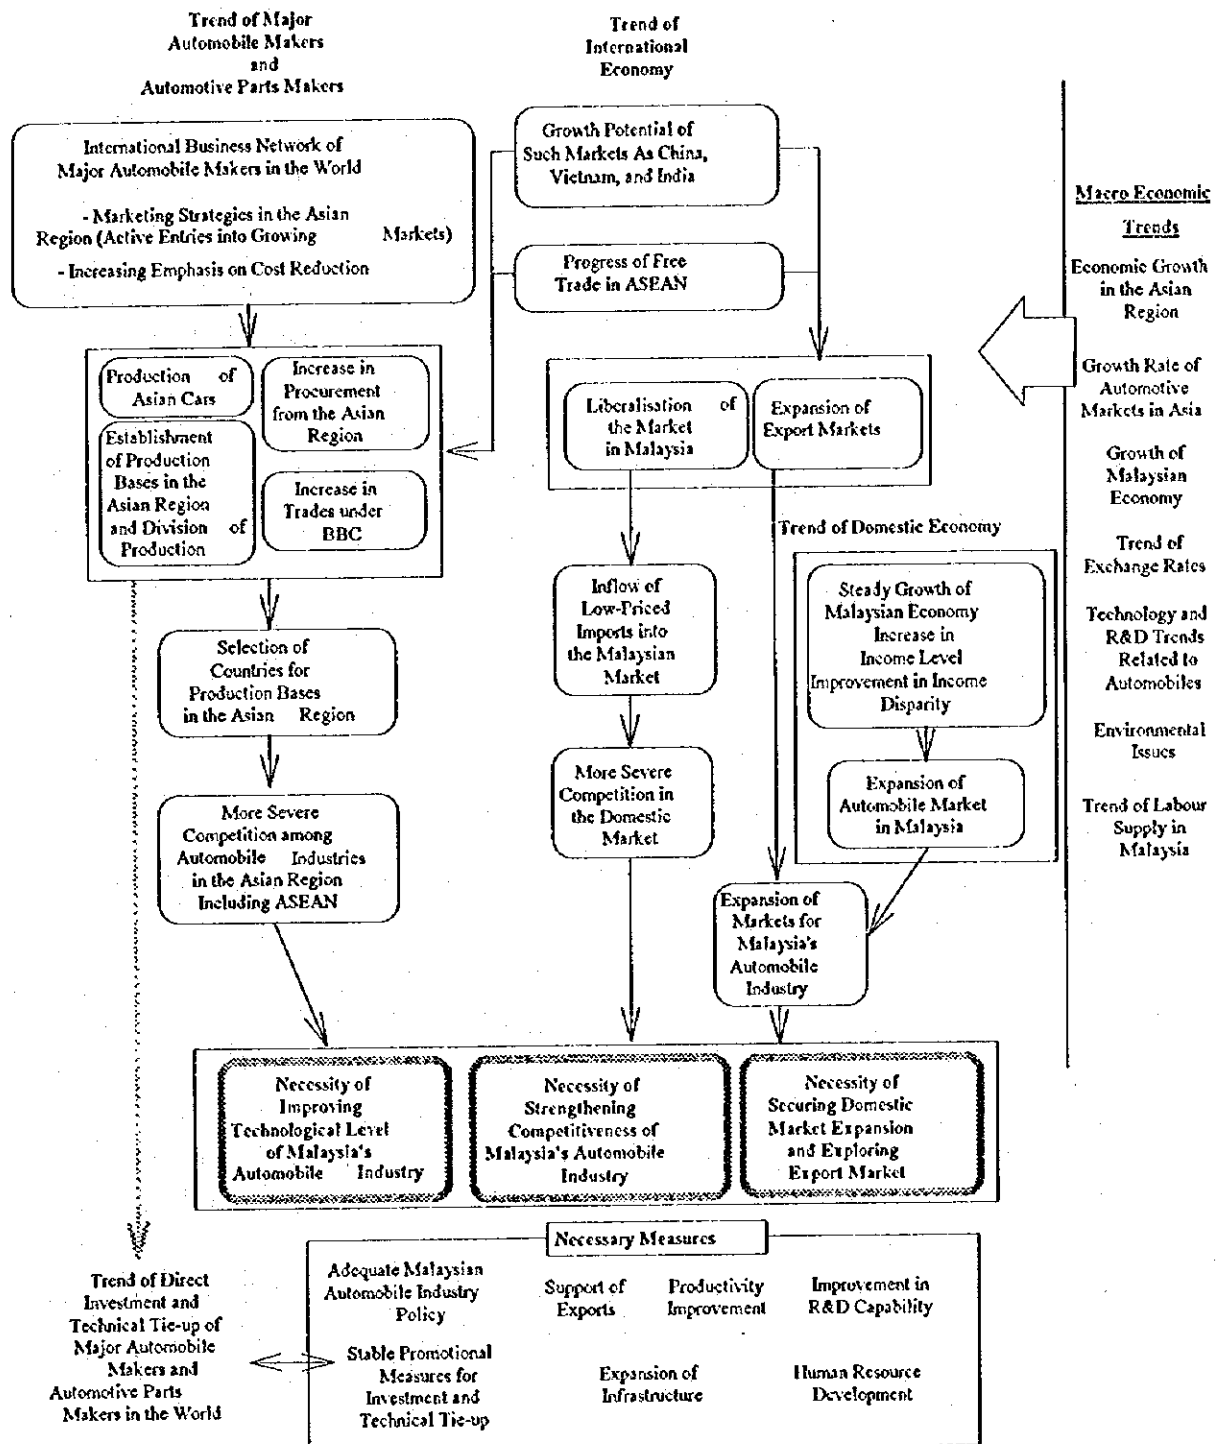 Trend of Major
Automobile Makers
and
Automotive Parts Makers
Trend of
International
Economy
International Business Network of
Major Automobile Makers in the World
- Marketing Strategies in the Asian
Region (Active Entries into Growing Markets)
- Increasing Emphasis on Cost Reduction
Growth Potential of
Such Markets As China,
Vietnam, and India
Progress of Free
Trade in ASEAN
Macro Economic
Trends
Economic Growth
in the Asian
Region
Growth Rate of
Automotive
Markets in Asia
Growth of
Malaysian
Economy
Trend of
Exchange Rates
Technology and
R&D Trends
Related to
Automobiles
Environmental
Issues
Trend of Labour
Supply in
Malaysia
Production of
Asian Cars
Increase in
Procurement
from the Asian
Region
Establishment
of Production
Bases in the
Asian Region
and Division of
Production
Increase in
Trades under
BBC
Liberalisation of
the Market
in Malaysia
Expansion of
Export Markets
Trend of Domestic Economy
Selection of
Countries for
Production Bases
in the Asian Region
Inflow of
Low-Priced
Imports into
the Malaysian
Market
Steady Growth of
Malaysian Economy
Increase in
Income Level
Improvement in Income
Disparity
More Severe
Competition among
Automobile Industries
in the Asian Region
Including ASEAN
More Severe
Competition in
the Domestic
Market
Expansion of
Automobile Market
in Malaysia
Expansion of
Markets for
Malaysia's
Automobile
Industry
Necessity of
Improving
Technological Level
of Malaysia's
Automobile Industry
Necessity of
Strengthening
Competitiveness of
Malaysia's Automobile
Industry
Necessity of
Securing Domestic
Market Expansion
and Exploring
Export Market
Necessary Measures
Trend of Direct
Investment and
Technical Tie-up of
Major Automobile
Makers and
Automotive Parts
Makers in the World
Adequate Malaysian
Automobile Industry
Policy
Support of
Exports
Productivity
Improvement
Improvement in
R&D Capability
Stable Promotional
Measures for
Investment and
Technical Tie-up
Expansion of
Infrastructure
Human Resource
Development